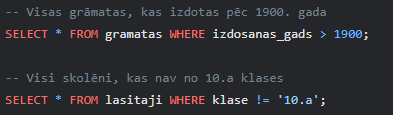 -- Visas grāmatas, kas izdotas pēc 1900. gada
SELECT * FROM gramatas WHERE izdosanas_gads > 1900;
-- Visi skolēni, kas nav no 10.a klases
SELECT * FROM lasitaji WHERE klase != '10.a';